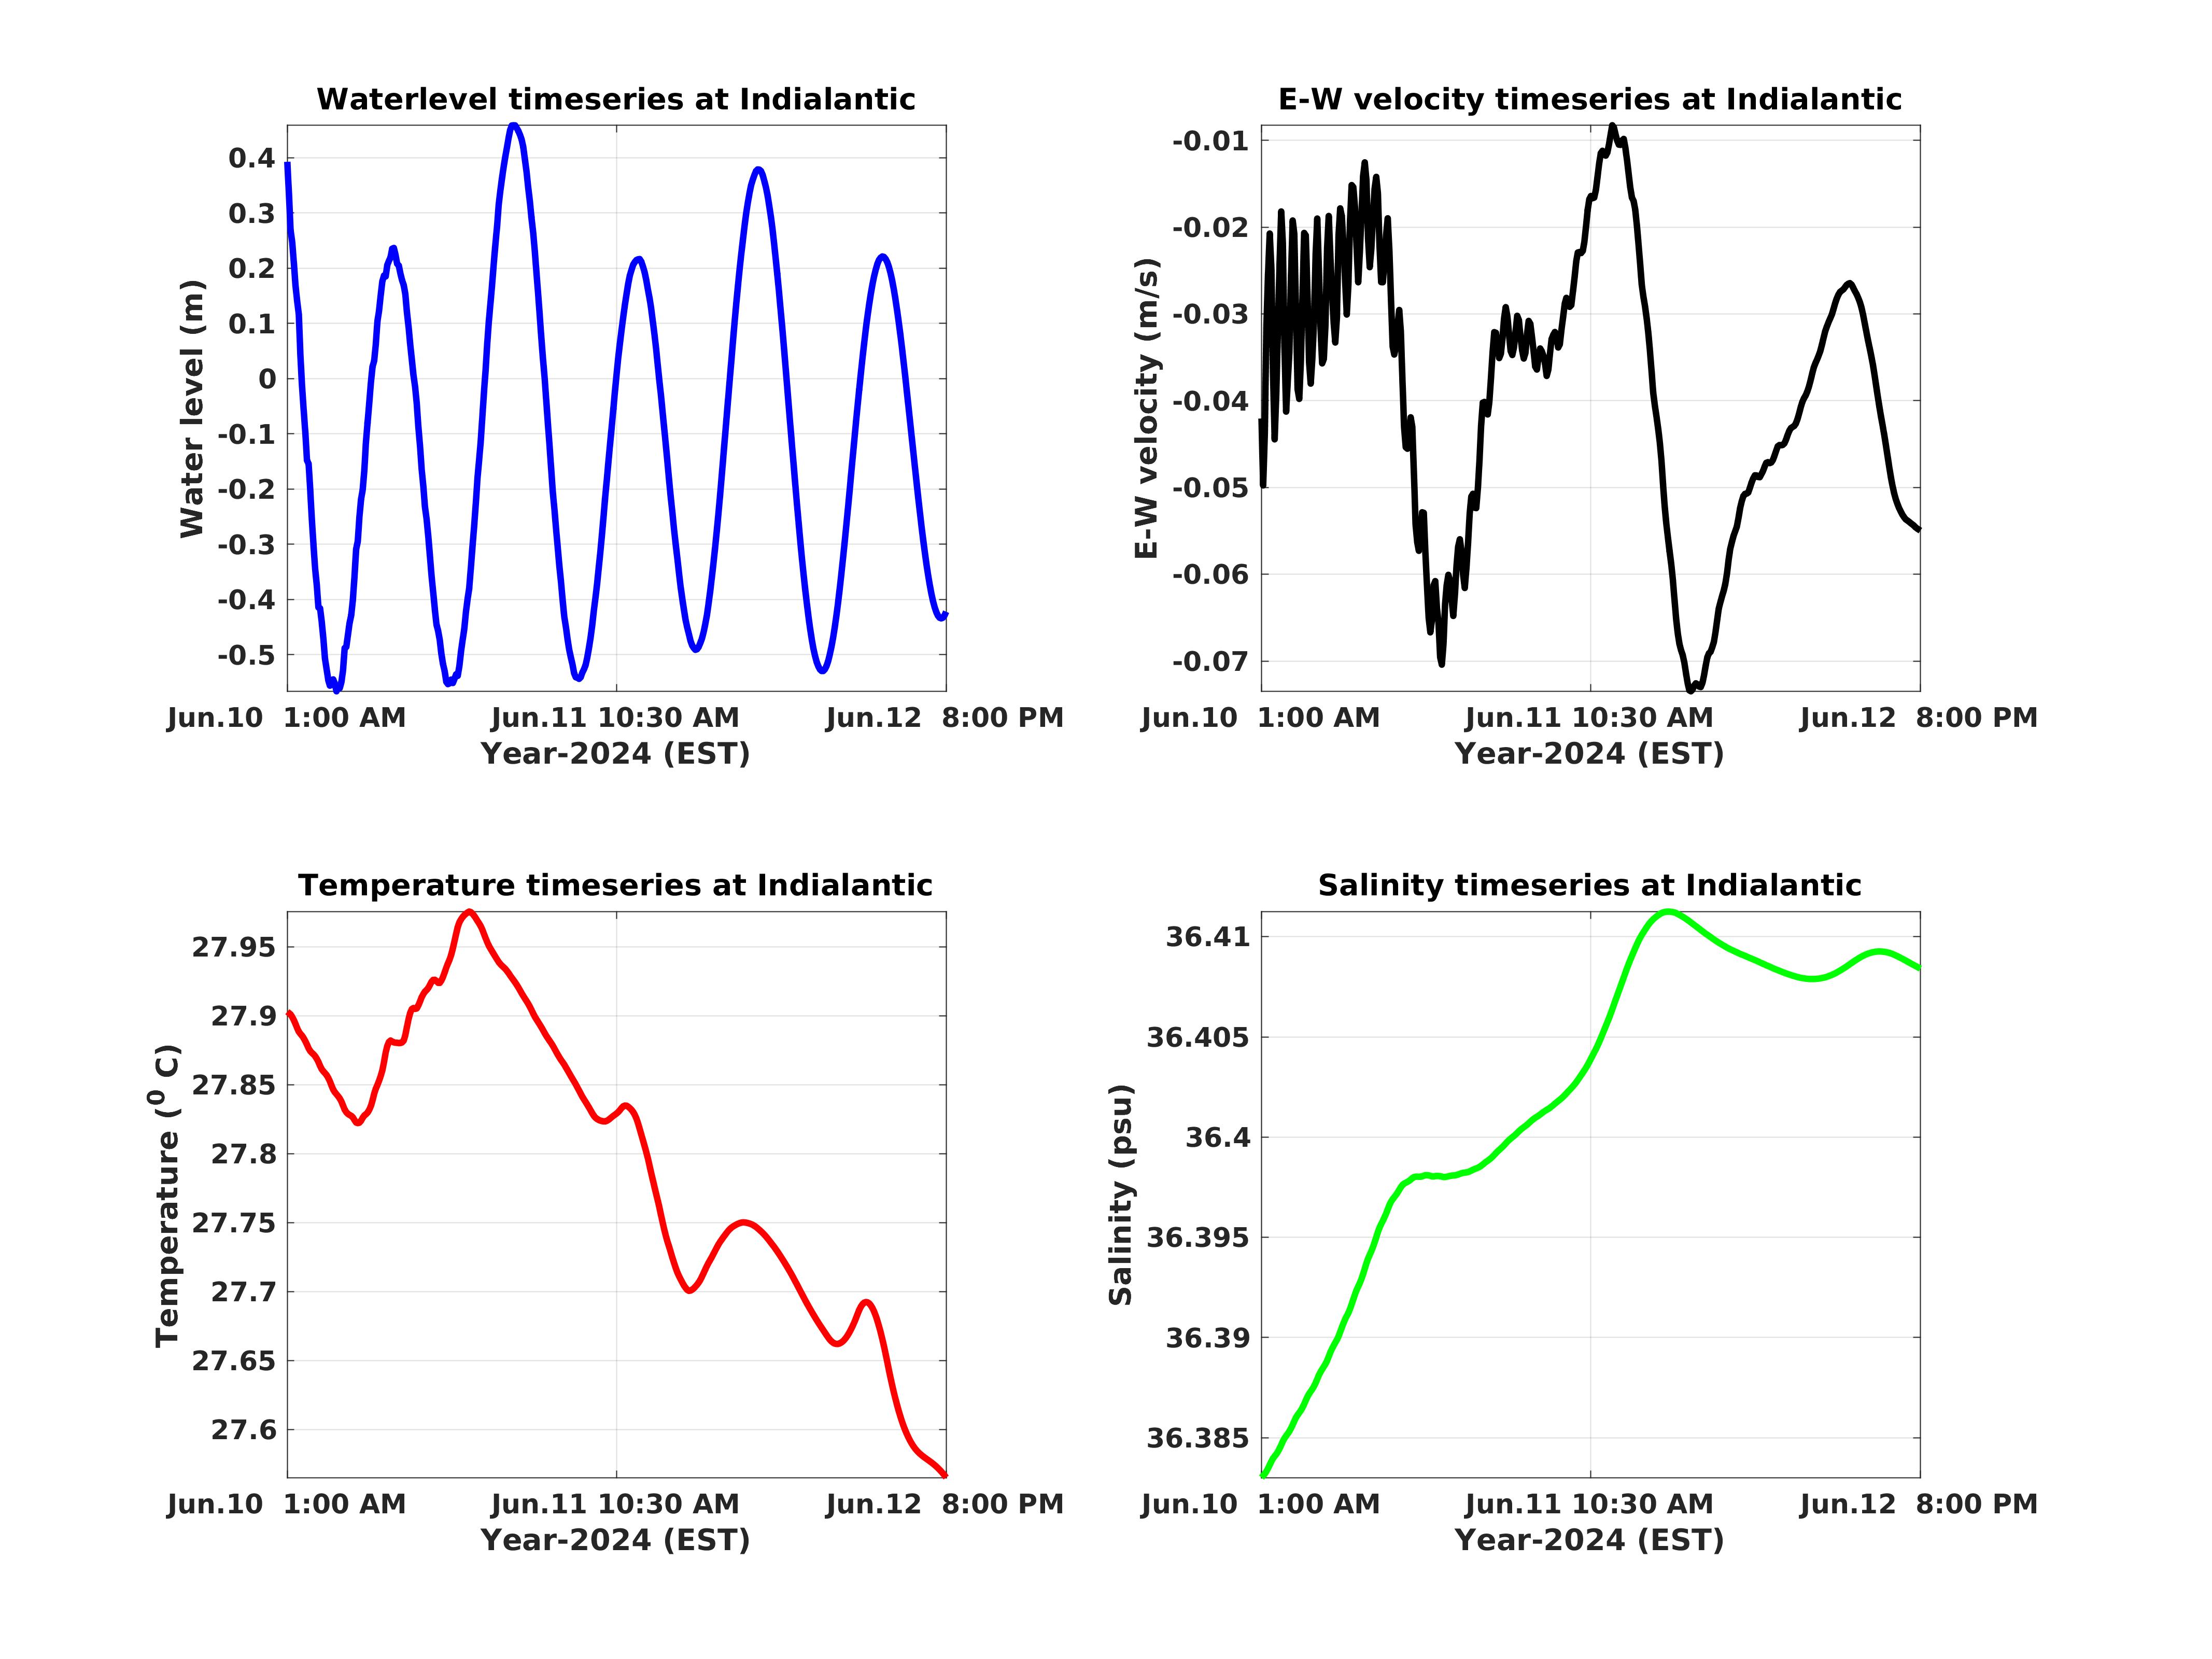 Waterlevel timeseries at Indialantic
Water level (m)
0.4
0.3
0.2
0.1
0
-0.1
-0.2
-0.3
-0.4
-0.5
Jun.10 1:00 AM Jun.11 10:30 AM Jun.12 8:00 PM
Year-2024 (EST)
E-W velocity timeseries at Indialantic
E-W velocity (m/s)
-0.01
-0.02
-0.03
-0.04
-0.05
-0.06
-0.07
Jun.10 1:00 AM Jun.11 10:30 AM Jun.12 8:00 PM
Year-2024 (EST)
Temperature timeseries at Indialantic
Temperature (⁰ C)
27.95
27.9
27.85
27.8
27.75
27.7
27.65
27.6
Jun.10 1:00 AM Jun.11 10:30 AM Jun.12 8:00 PM
Year-2024 (EST)
Salinity timeseries at Indialantic
Salinity (psu)
36.41
36.405
36.4
36.395
36.39
36.385
Jun.10 1:00 AM Jun.11 10:30 AM Jun.12 8:00 PM
Year-2024 (EST)